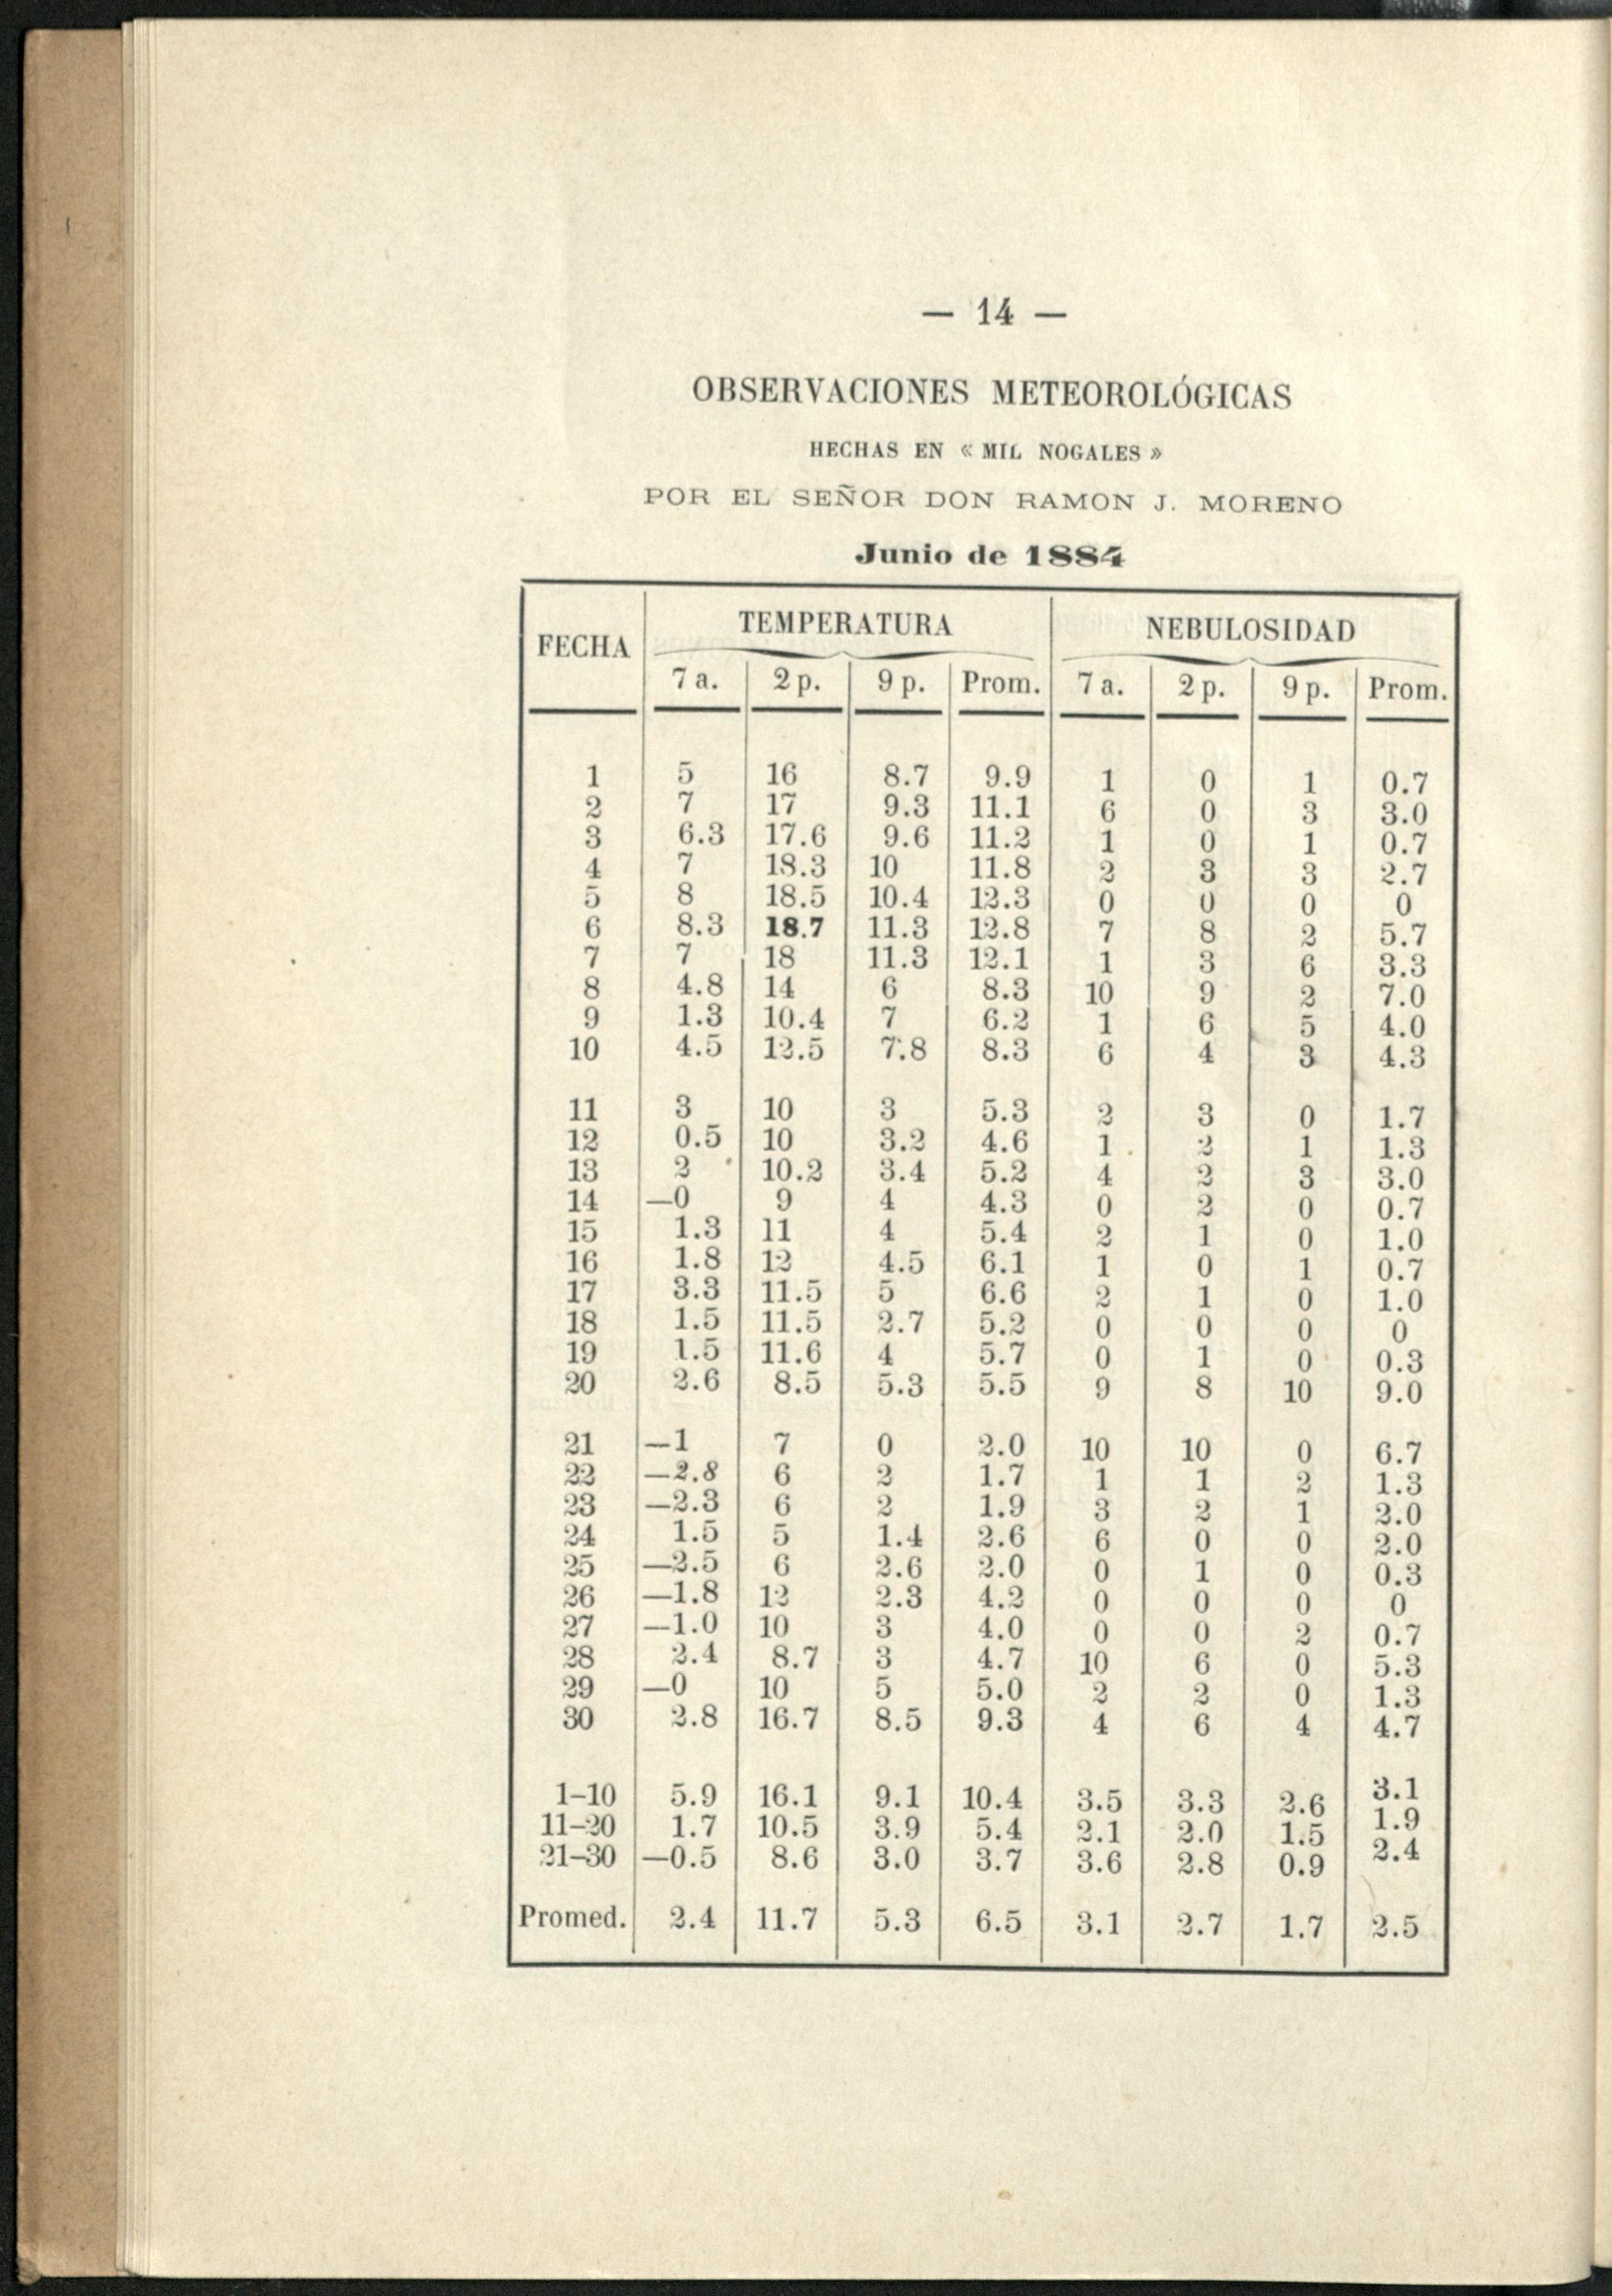 — 14 —
OBSERVACIONES METEOROLÓGICAS
HECHAS EN « MIL NOGALES »
POR EL SEÑOR DON RAMON J. MORENO
Junio de 1884
FECHA TEMPERATURA NEBULOSIDAD
7 a. 2 p. 9 p. Prom. 7 a. 2 p. 9 p. Prom.
1 5 16 8.7 9.9 1 0 1 0.7
2 7 17 9.3 11.1 6 0 3 3.0
3 6.3 17.6 9.6 11.2 1 0 1 0.7
4 7 18.3 10 11.8 2 3 3 2.7
5 8 18.5 10.4 12.3 0 0 0 0
6 8.3 18.7 11.3 12.8 7 8 2 5.7
7 7 18 11.3 12.1 1 3 6 3.3
8 4.8 14 6 8.3 10 9 2 7.0
9 1.3 10.4 7 6.2 1 6 5 4.0
10 4.5 12.5 7.8 8.3 6 4 3 4.3
11 3 10 3 5.3 2 3 0 1.7
12 0.5 10 3.2 4.6 1 2 1 1.3
13 2 10.2 3.4 5.2 4 2 3 3.0
14 —0 9 4 4.3 0 2 0 0.7
15 1.3 11 4 5.4 2 1 0 1.0
16 1.8 12 4.5 6.1 1 0 1 0.7
17 3.3 11.5 5 6.6 2 1 0 1.0
18 1.5 11.5 2.7 5.2 0 0 0 0
19 1.5 11.6 4 5.7 0 1 0 0.3
20 2.6 8.5 5.3 5.5 9 8 10 9.0
21 —1 7 0 2.0 10 10 0 6.7
22 —2.8 6 2 1.7 1 1 2 1.3
23 —2.3 6 2 1.9 3 2 1 2.0
24 1.5 5 1.4 2.6 6 0 0 2.0
25 —2.5 6 2.6 2.0 0 1 0 0.3
26 —1.8 12 2.3 4.2 0 0 0 0
27 —1.0 10 3 4.0 0 0 2 0.7
28 2.4 8.7 3 4.7 10 6 0 5.3
29 —0 10 5 5.0 2 2 0 1.3
30 2.8 16.7 8.5 9.3 4 6 4 4.7
1–10 5.9 16.1 9.1 10.4 3.5 3.3 2.6 3.1
11–20 1.7 10.5 3.9 5.4 2.1 2.0 1.5 1.9
21–30 —0.5 8.6 3.0 3.7 3.6 2.8 0.9 2.4
Promed. 2.4 11.7 5.3 6.5 3.1 2.7 1.7 2.5